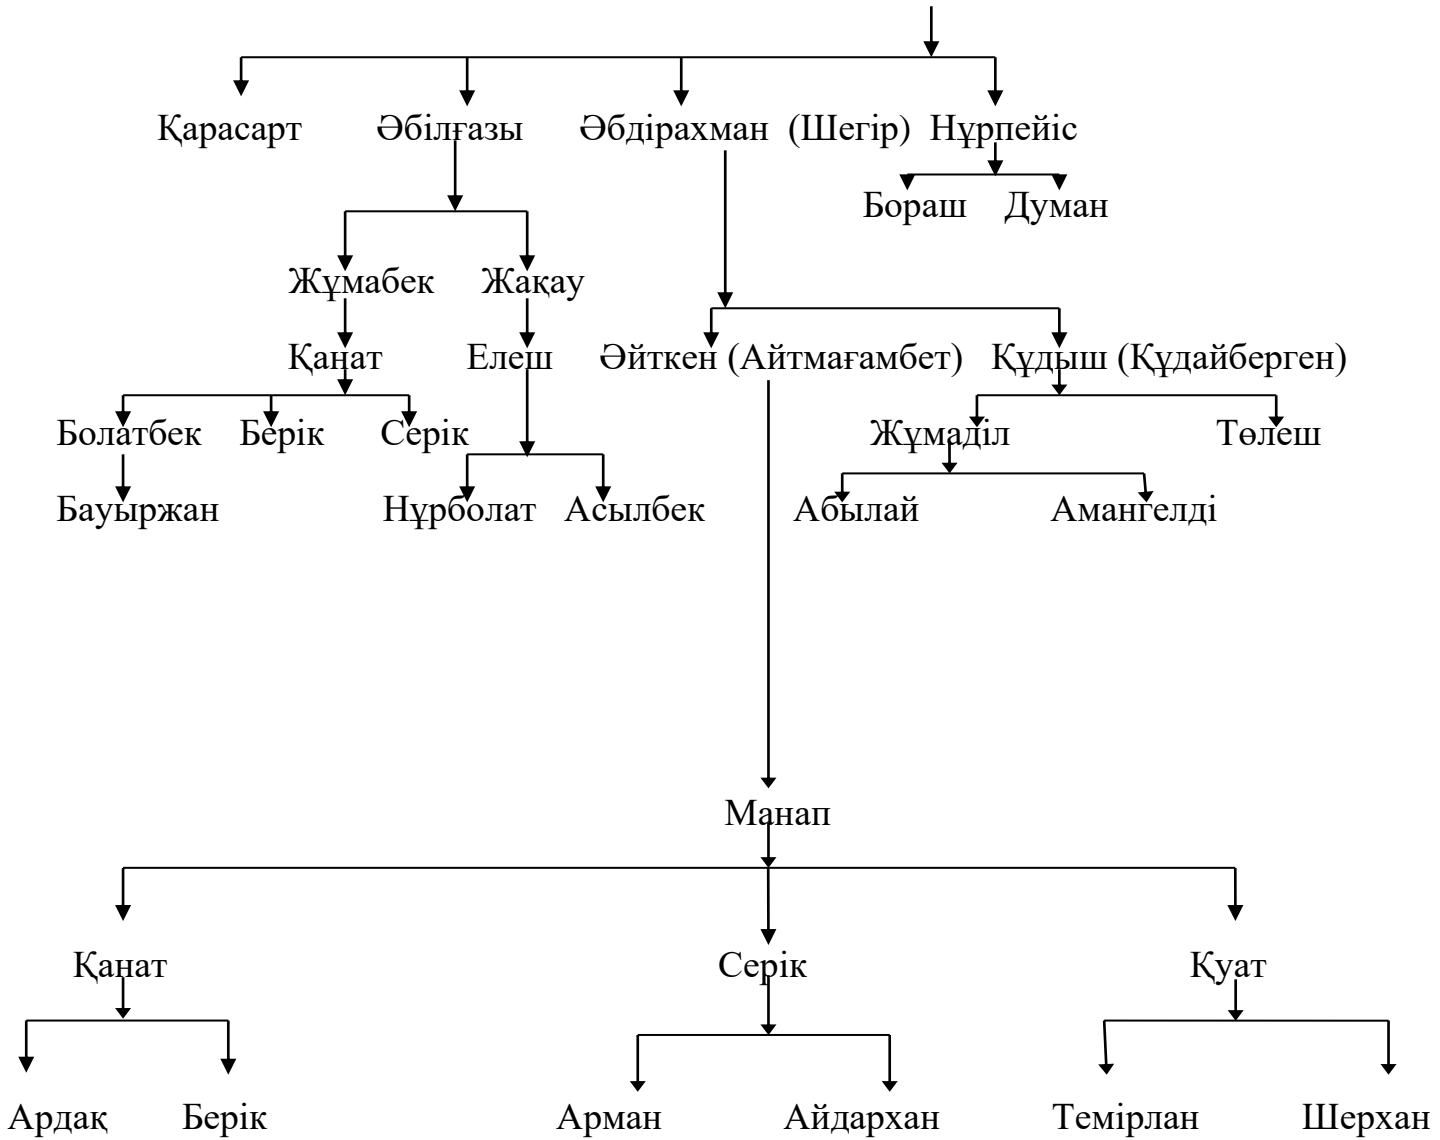 Қарасарт Әбілғазы Әбдірахман (Шегір) Нұрпейіс
Бораш Думан
Жұмабек Жақау
Қанат Елеш Әйткен (Айтмағамбет) Құдыш (Құдайберген)
Болатбек Берік Серік Жұмаділ Төлеш
Бауыржан Нұрболат Асылбек Абылай Амангелді
Манап
Қанат Серік Қуат
Ардақ Берік Арман Айдархан Темірлан Шерхан